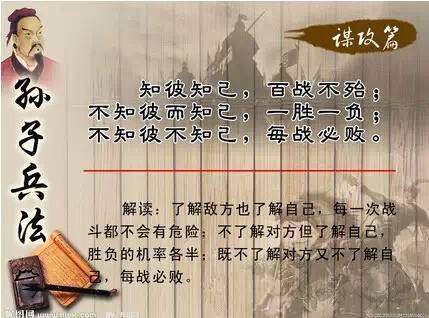 谋攻篇
孙子兵法
知彼知己，百战不殆；
不知彼而知己，一胜一负；
不知彼不知己，每战必败。
解读：了解敌方也了解自己，每一次战
斗都不会有危险；不了解对方但了解自己，
胜负的机率各半；既不了解对方又不了解自
己，每战必败。